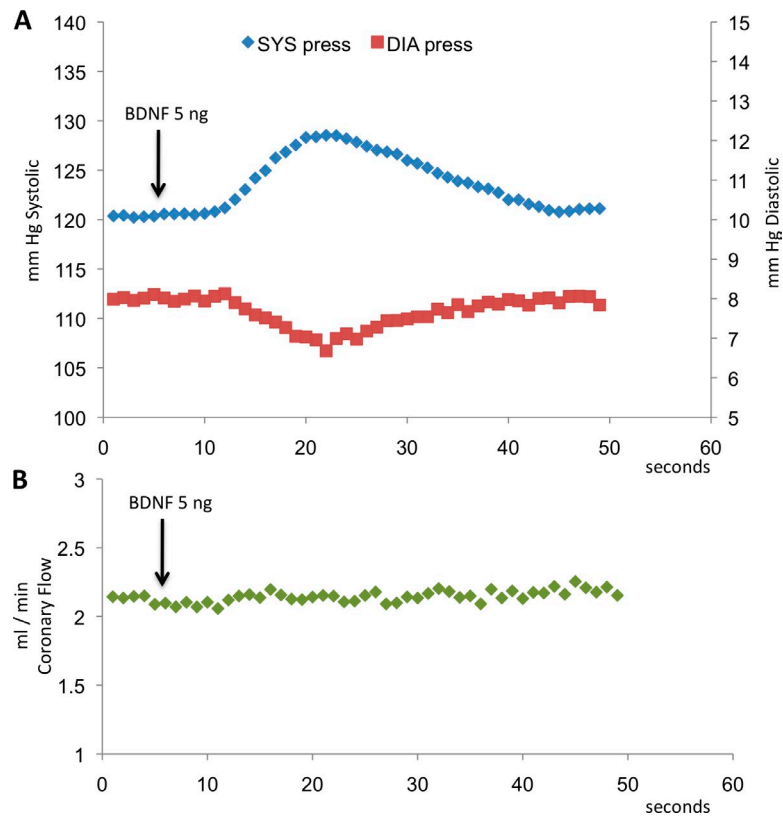 A
SYS press DIA press
BDNF 5 ng
mm Hg Systolic
140
135
130
125
120
115
110
105
100
mm Hg Diastolic
15
14
13
12
11
10
9
8
7
6
5
0 10 20 30 40 50 60
seconds
B
BDNF 5 ng
ml / min
Coronary Flow
3
2.5
2
1.5
1
0 10 20 30 40 50 60
seconds